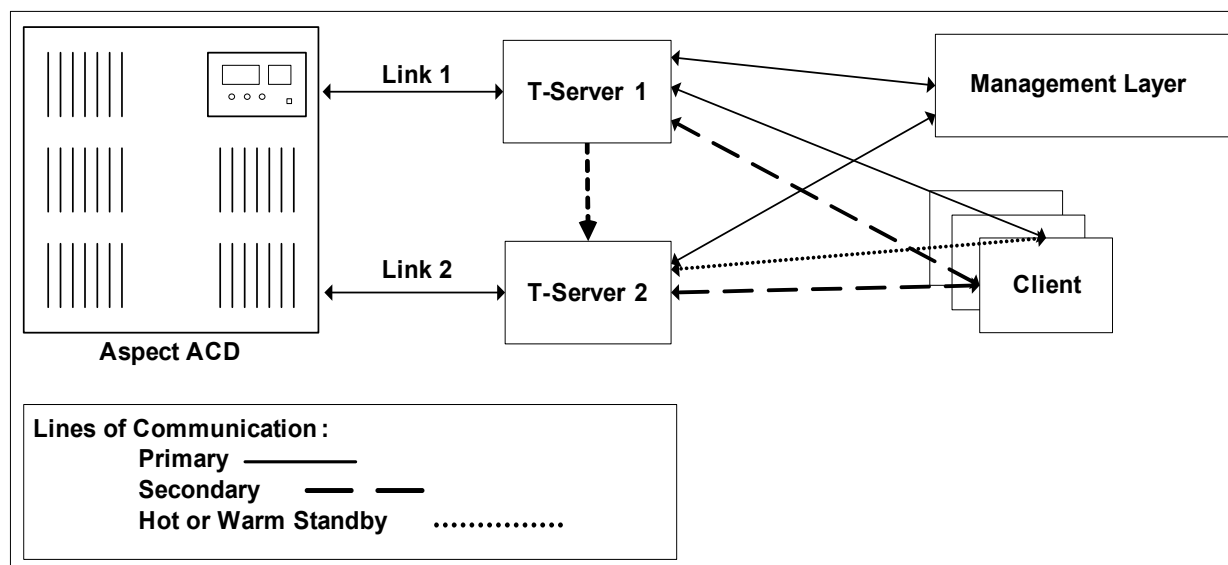 Link 1
T-Server 1
Management Layer
Link 2
T-Server 2
Client
Aspect ACD
Lines of Communication :
Primary
Secondary
Hot or Warm Standby